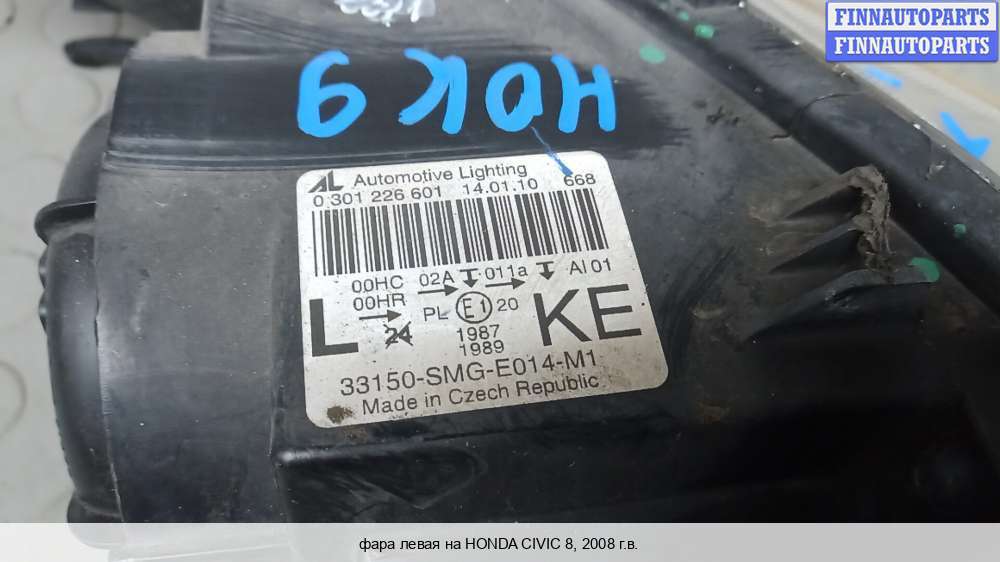 FINNAUTOPARTS
FINNAUTOPARTS
НОК9
AL Automotive Lighting
0 301 226 601 14.01.10 668
00HC 02A 011a AI 01
00HR PL E1 20
L 24 1987 KE
1989
33150-SMG-E014-M1
Made in Czech Republic
фара левая на HONDA CIVIC 8, 2008 г.в.